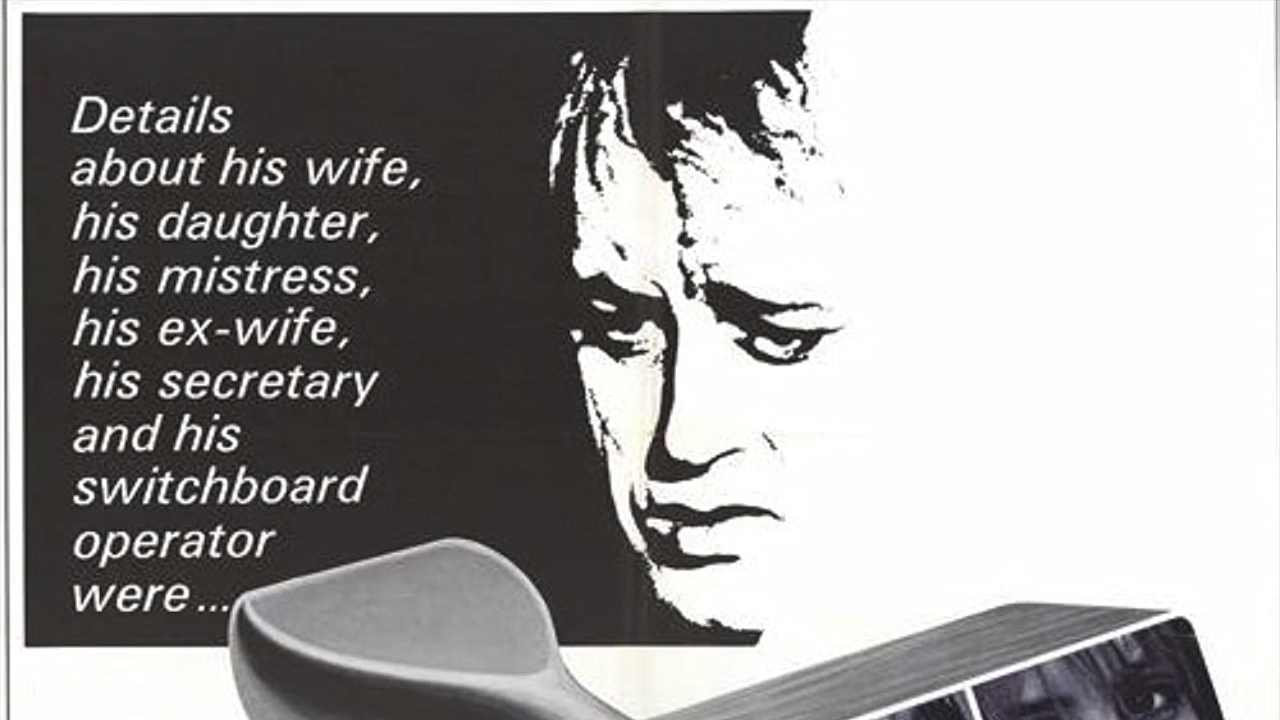 Details
about his wife,
his daughter,
his mistress,
his ex-wife,
his secretary
and his
switchboard
operator
were...